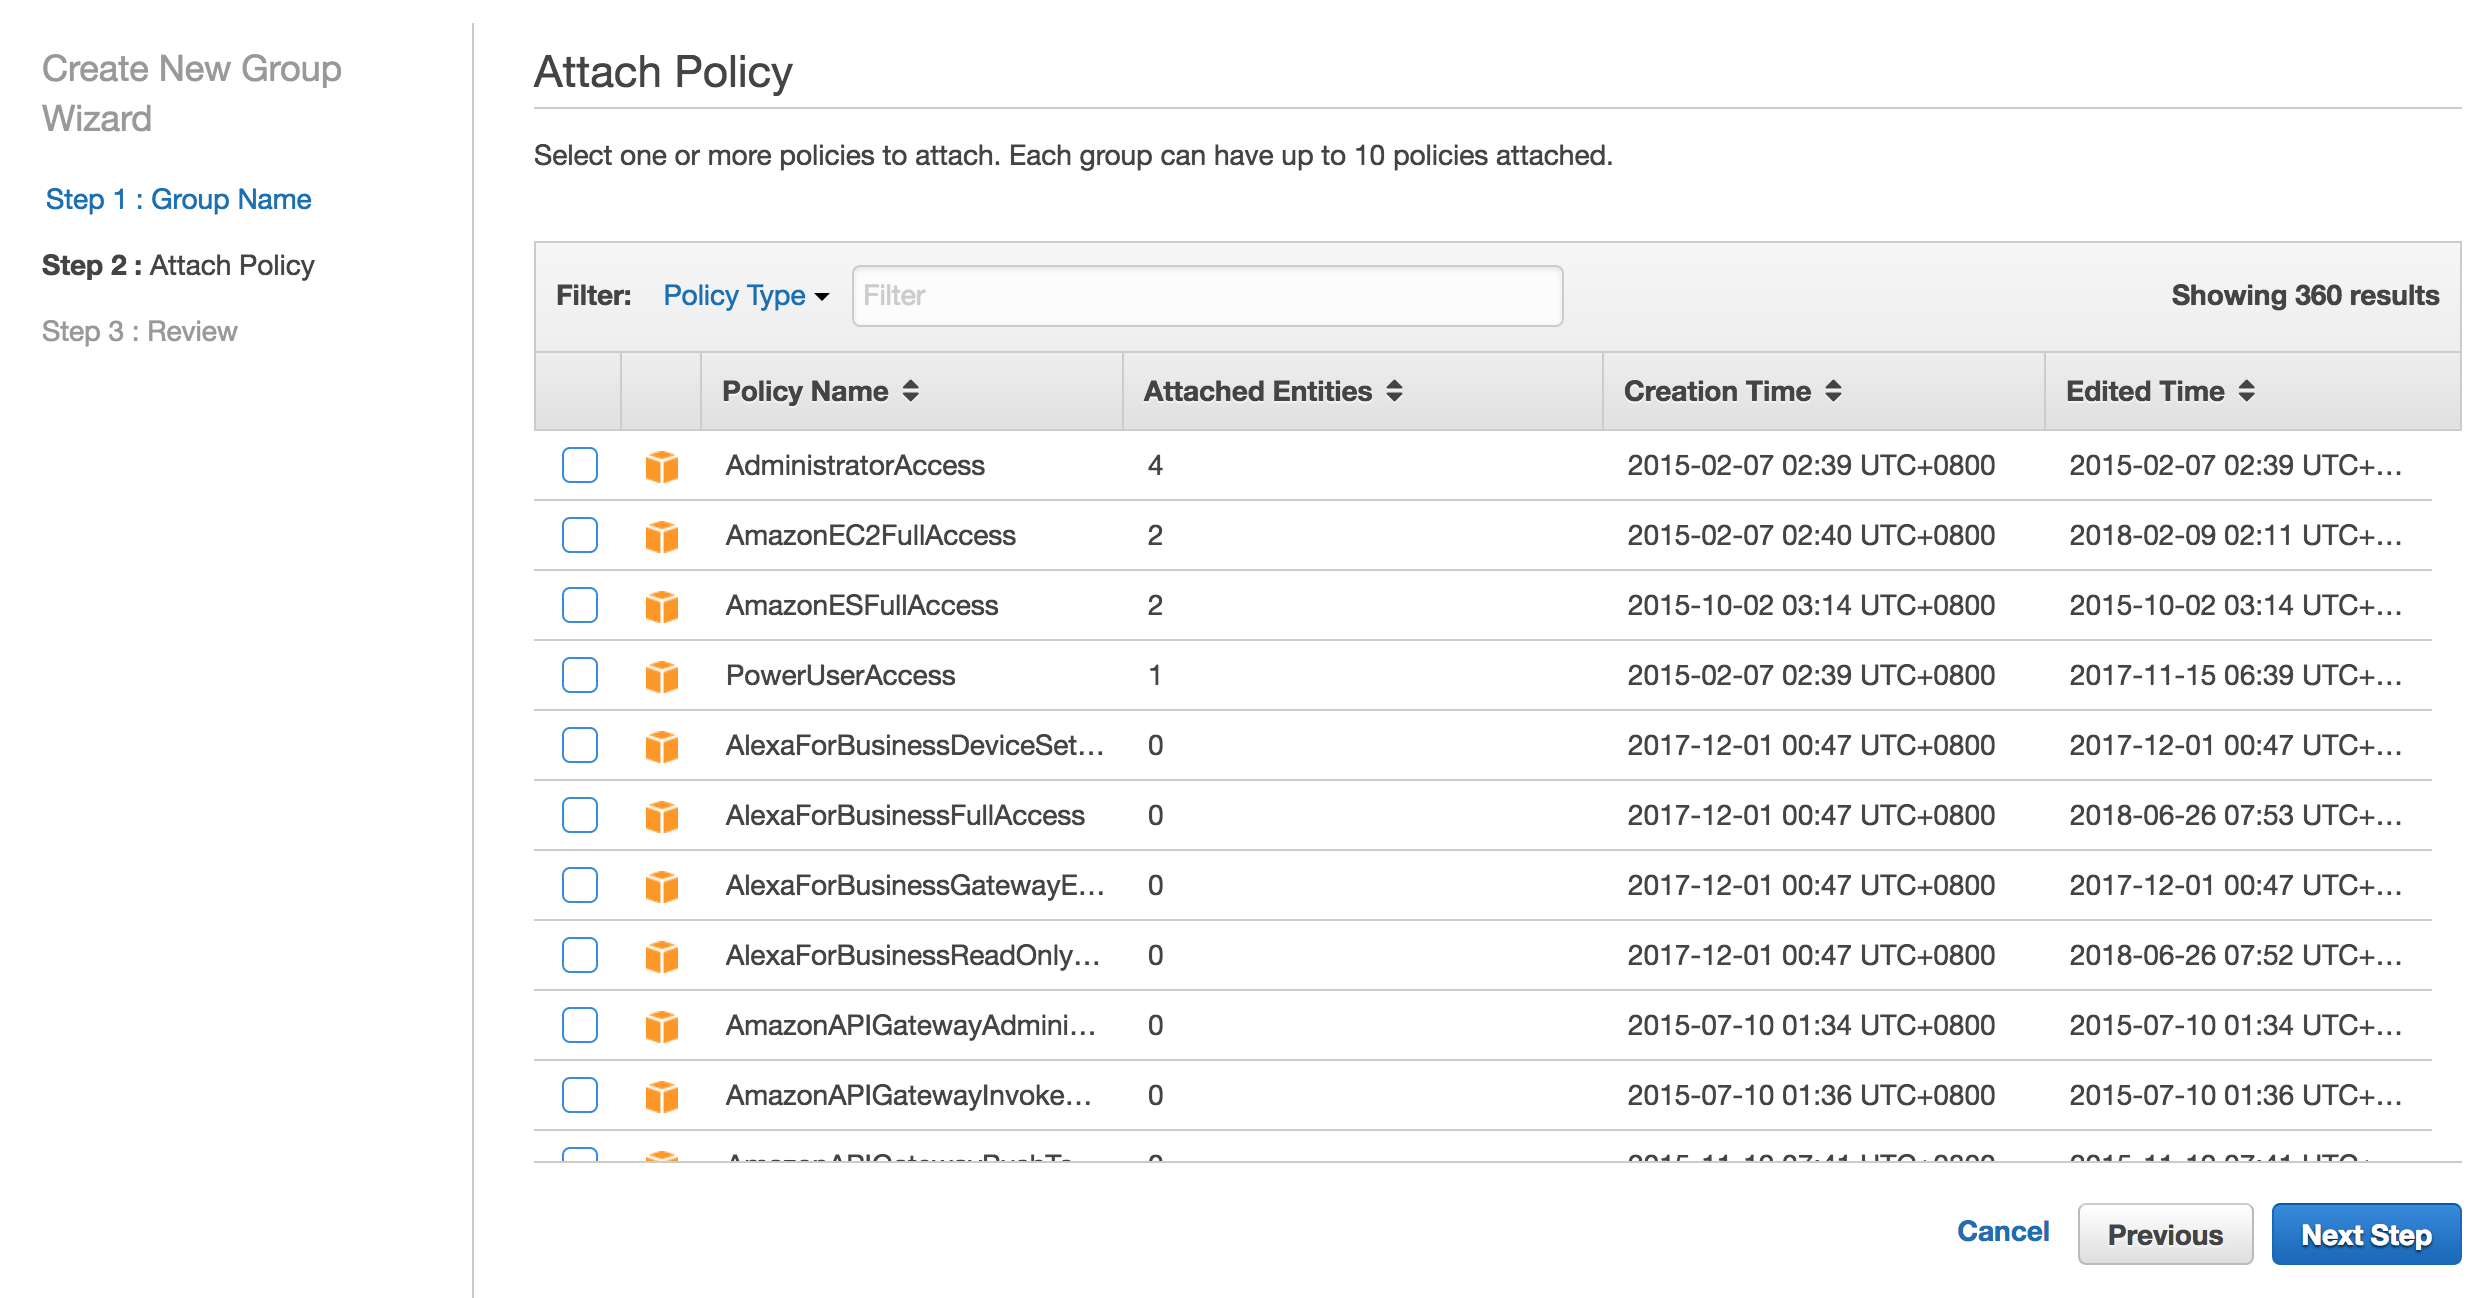 Create New Group
Wizard
Step 1 : Group Name
Step 2 : Attach Policy
Step 3 : Review
Attach Policy
Select one or more policies to attach. Each group can have up to 10 policies attached.
Filter: Policy Type Filter Showing 360 results
Policy Name Attached Entities Creation Time Edited Time
AdministratorAccess 4 2015-02-07 02:39 UTC+0800 2015-02-07 02:39 UTC+...
AmazonEC2FullAccess 2 2015-02-07 02:40 UTC+0800 2018-02-09 02:11 UTC+...
AmazonESFullAccess 2 2015-10-02 03:14 UTC+0800 2015-10-02 03:14 UTC+...
PowerUserAccess 1 2015-02-07 02:39 UTC+0800 2017-11-15 06:39 UTC+...
AlexaForBusinessDeviceSet... 0 2017-12-01 00:47 UTC+0800 2017-12-01 00:47 UTC+...
AlexaForBusinessFullAccess 0 2017-12-01 00:47 UTC+0800 2018-06-26 07:53 UTC+...
AlexaForBusinessGatewayE... 0 2017-12-01 00:47 UTC+0800 2017-12-01 00:47 UTC+...
AlexaForBusinessReadOnly... 0 2017-12-01 00:47 UTC+0800 2018-06-26 07:52 UTC+...
AmazonAPIGatewayAdmini... 0 2015-07-10 01:34 UTC+0800 2015-07-10 01:34 UTC+...
AmazonAPIGatewayInvoke... 0 2015-07-10 01:36 UTC+0800 2015-07-10 01:36 UTC+...
Cancel Previous Next Step